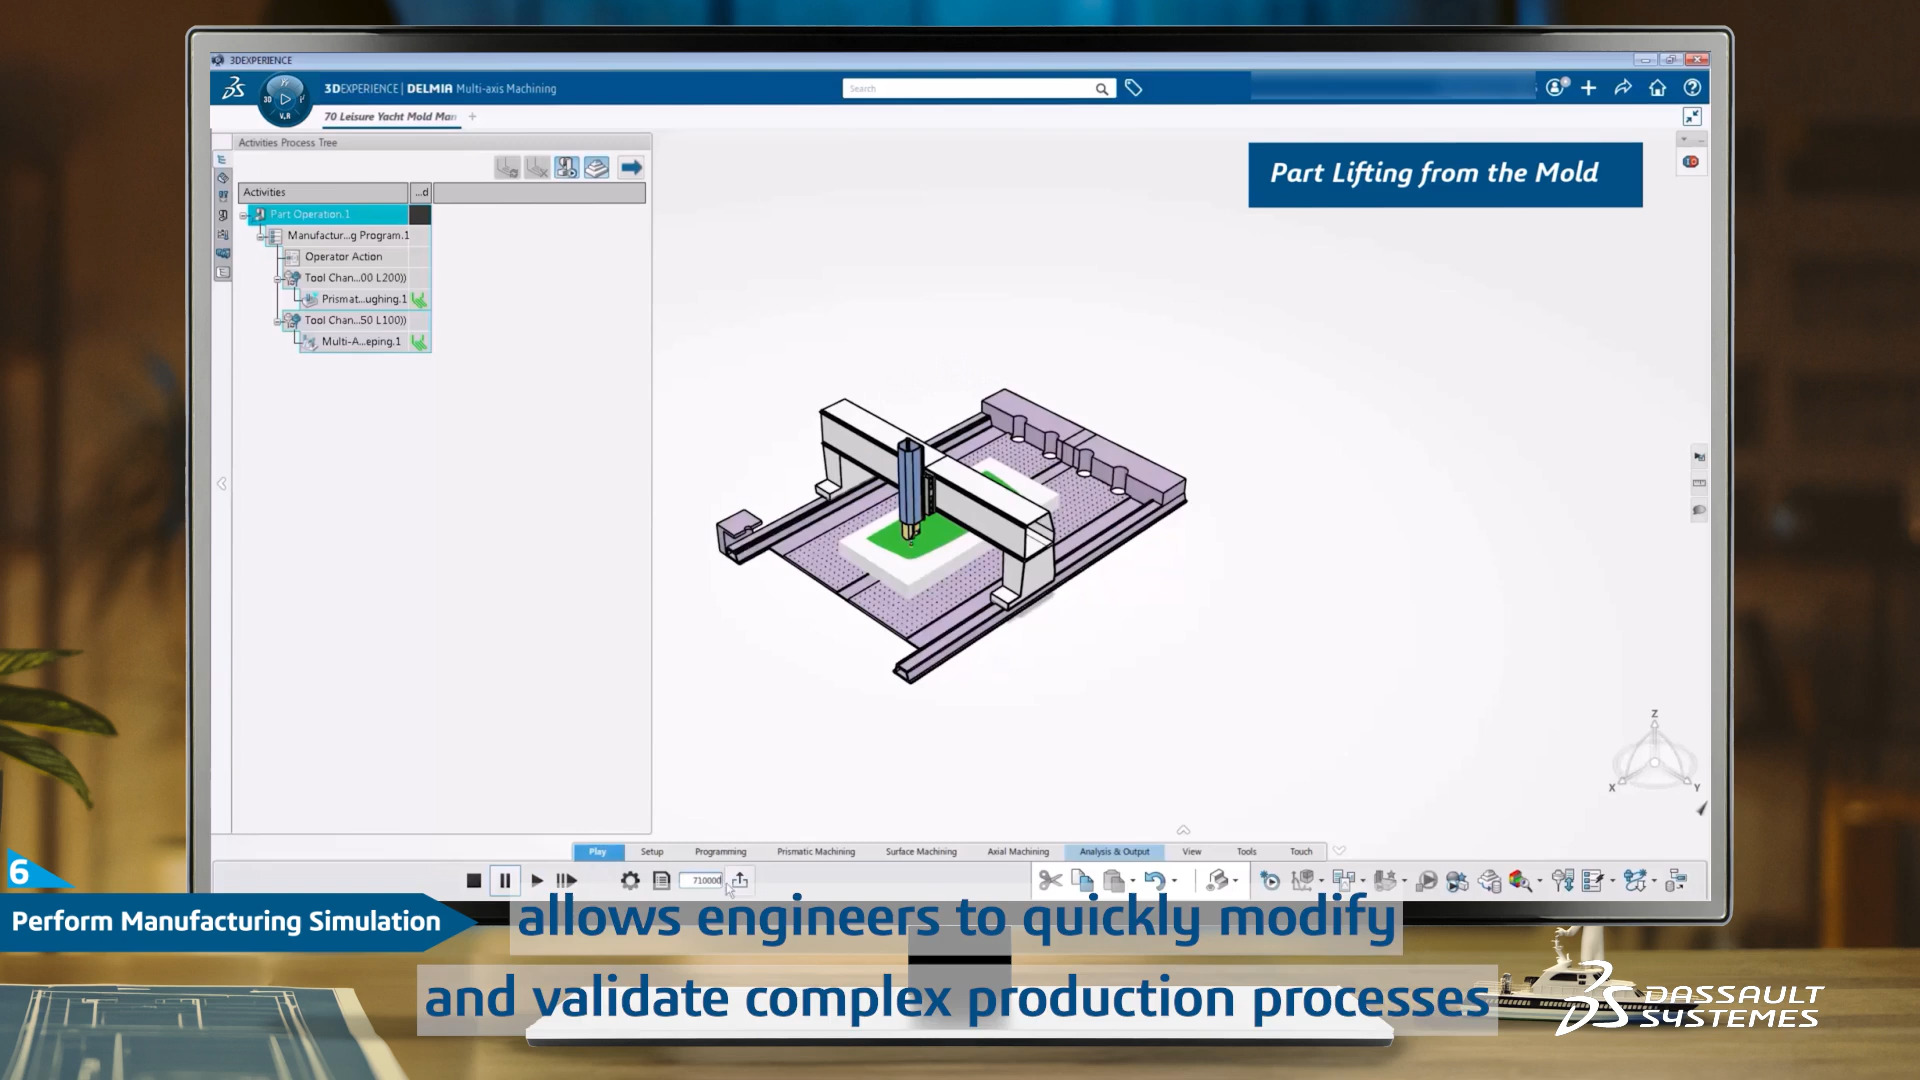 3DEXPERIENCE
3DEXPERIENCE | DELMIA Multi-axis Machining
Search
3D
V.R
70 Leisure Yacht Mold Man
Activities Process Tree
Part Lifting from the Mold
Activities
...d
Part Operation.1
Manufactur...g Program.1
Operator Action
Tool Chan...00 L200))
Prismat...ughing.1
Tool Chan...50 L100))
Multi-A...eping.1
Z
X
Y
Play
Setup
Programming
Prismatic Machining
Surface Machining
Axial Machining
Analysis & Output
View
Tools
Touch
71000
6
Perform Manufacturing Simulation
allows engineers to quickly modify
and validate complex production processes
DASSAULT
SYSTEMES